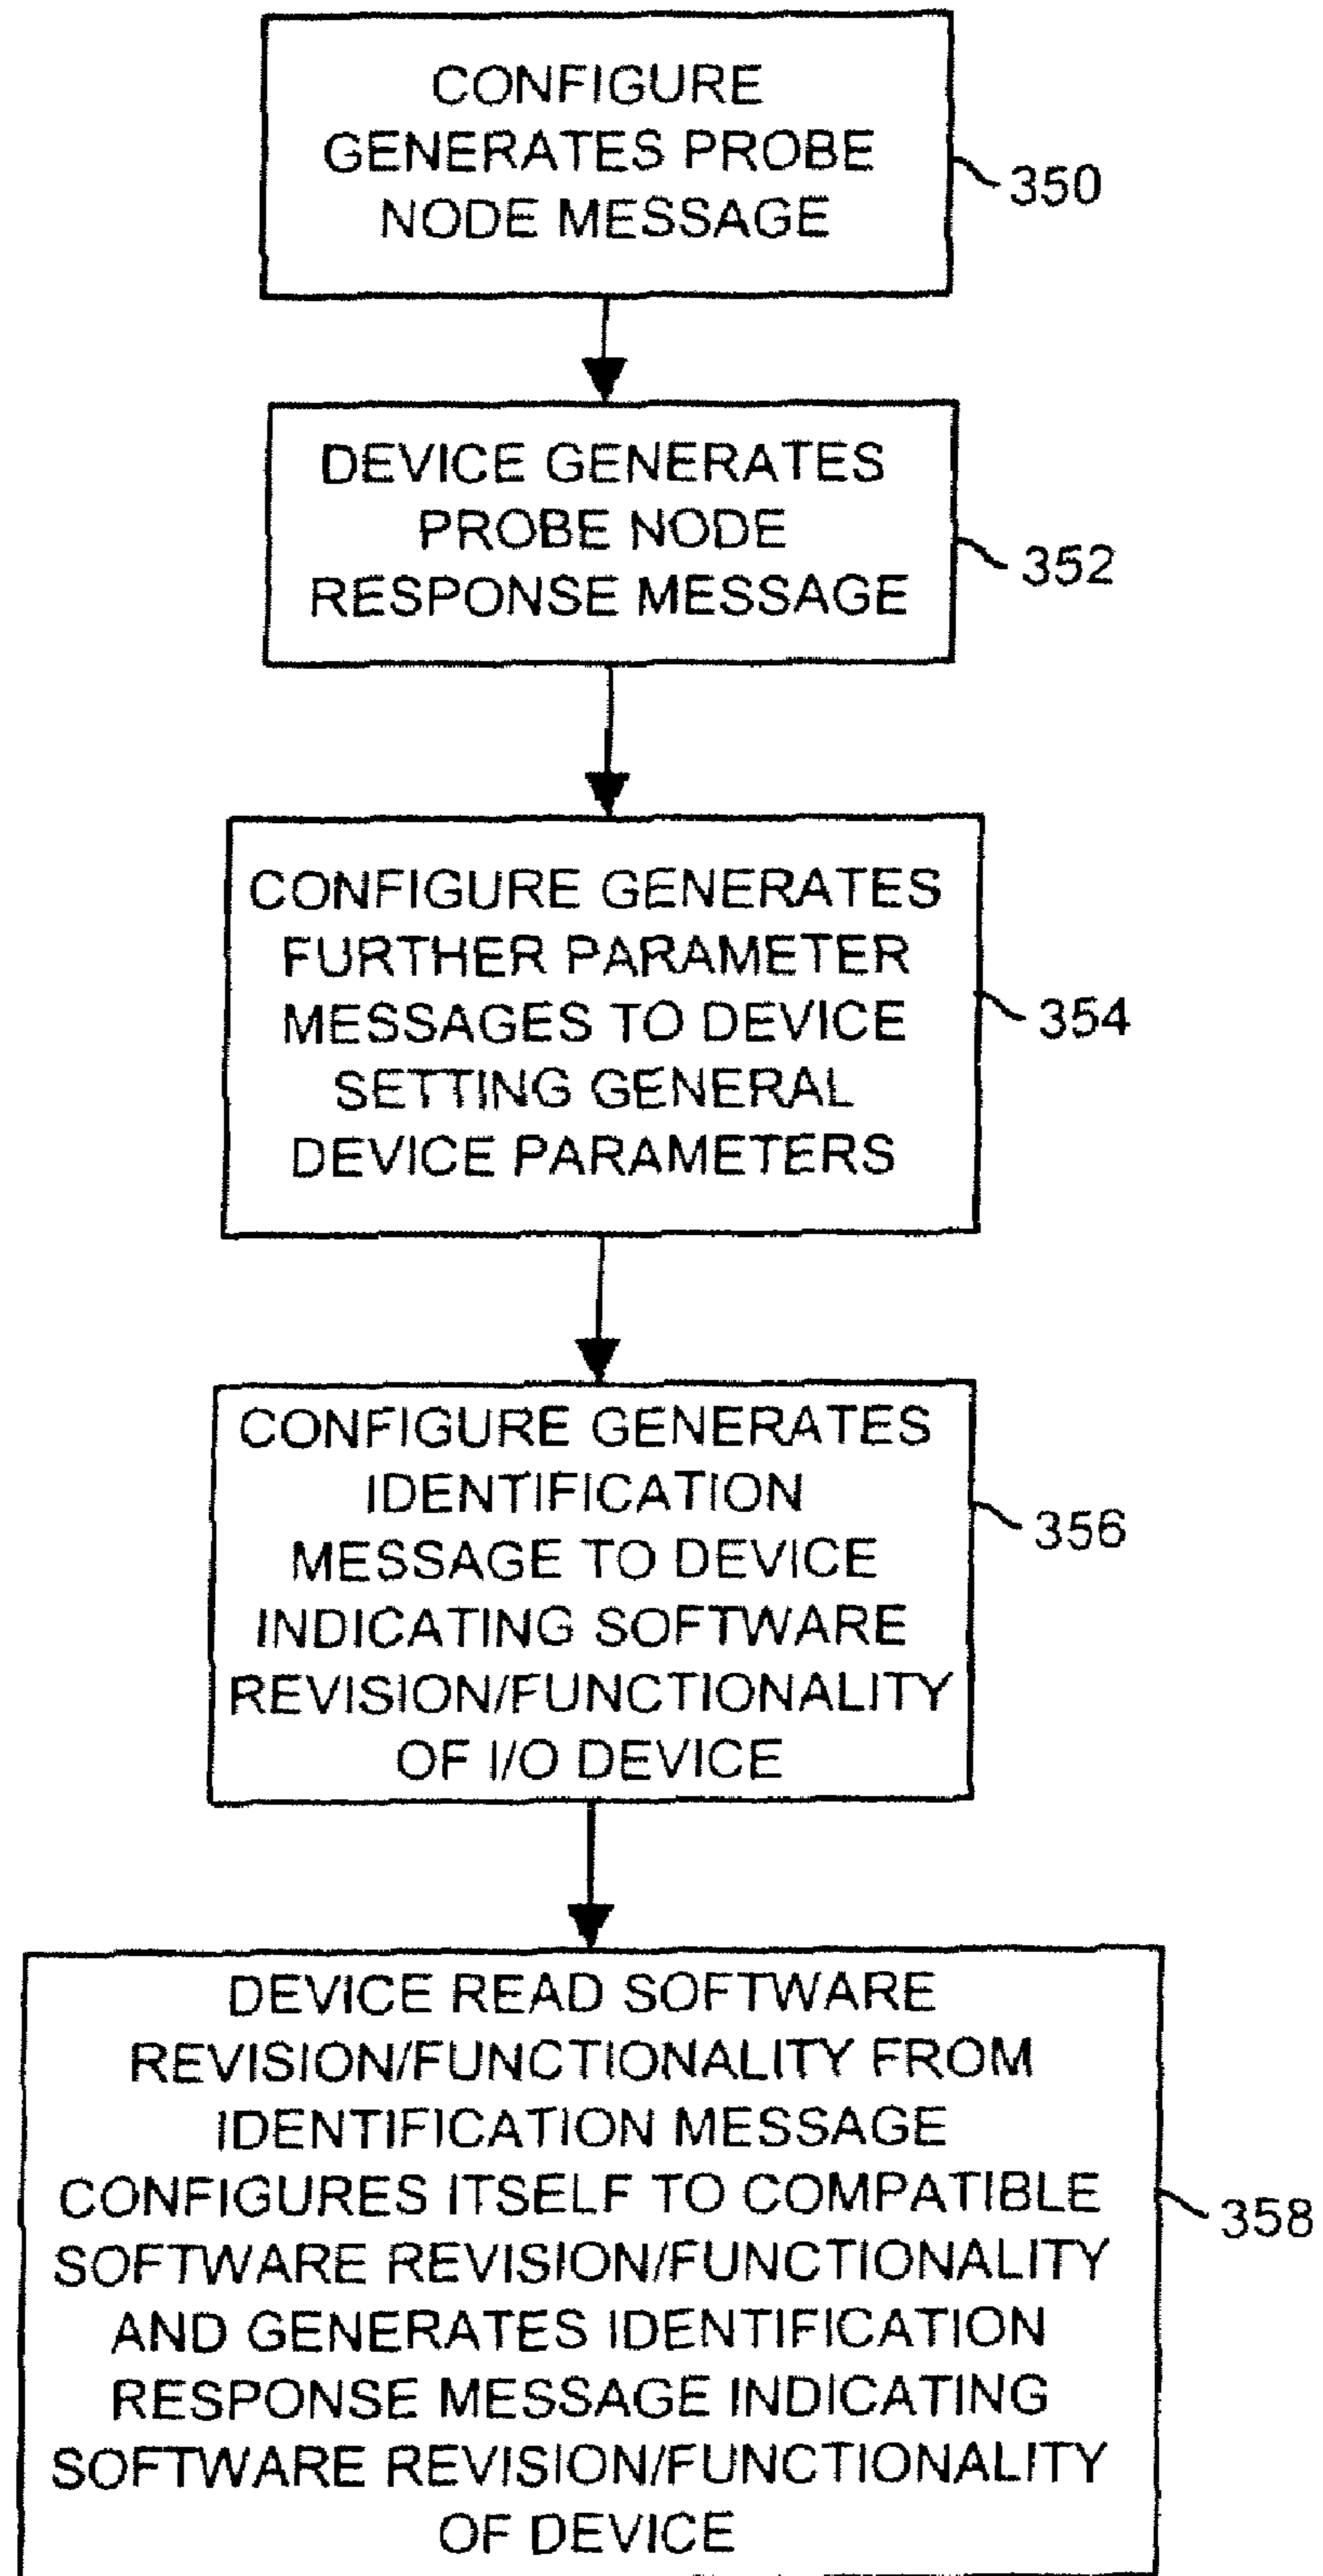 CONFIGURE
GENERATES PROBE
NODE MESSAGE
350
DEVICE GENERATES
PROBE NODE
RESPONSE MESSAGE
352
CONFIGURE GENERATES
FURTHER PARAMETER
MESSAGES TO DEVICE
SETTING GENERAL
DEVICE PARAMETERS
354
CONFIGURE GENERATES
IDENTIFICATION
MESSAGE TO DEVICE
INDICATING SOFTWARE
REVISION/FUNCTIONALITY
OF I/O DEVICE
356
DEVICE READ SOFTWARE
REVISION/FUNCTIONALITY FROM
IDENTIFICATION MESSAGE
CONFIGURES ITSELF TO COMPATIBLE
SOFTWARE REVISION/FUNCTIONALITY
AND GENERATES IDENTIFICATION
RESPONSE MESSAGE INDICATING
SOFTWARE REVISION/FUNCTIONALITY
OF DEVICE
358